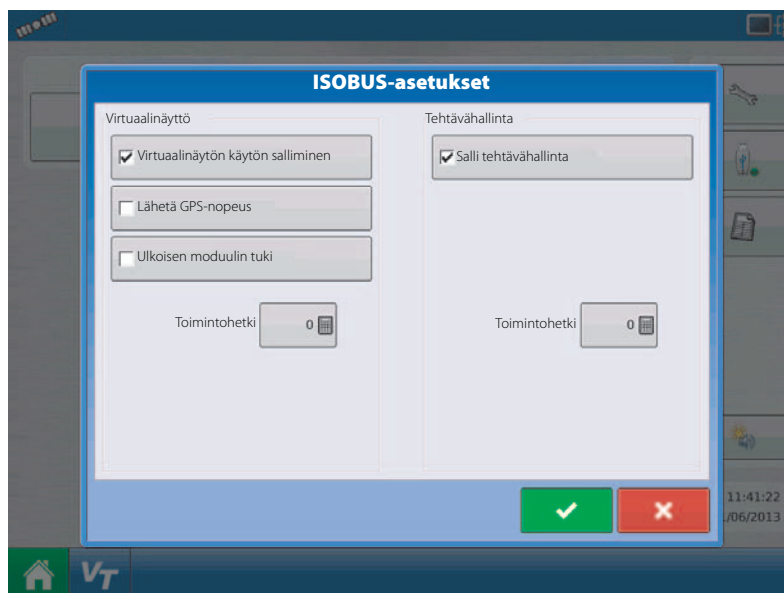 ISOBUS-asetukset
Virtuaalinäyttö
Virtuaalinäytön käytön salliminen
Lähetä GPS-nopeus
Ulkoisen moduulin tuki
Toimintohetki 0
Tehtävähallinta
Salli tehtävähallinta
Toimintohetki 0
11:41:22
/06/2013
VT